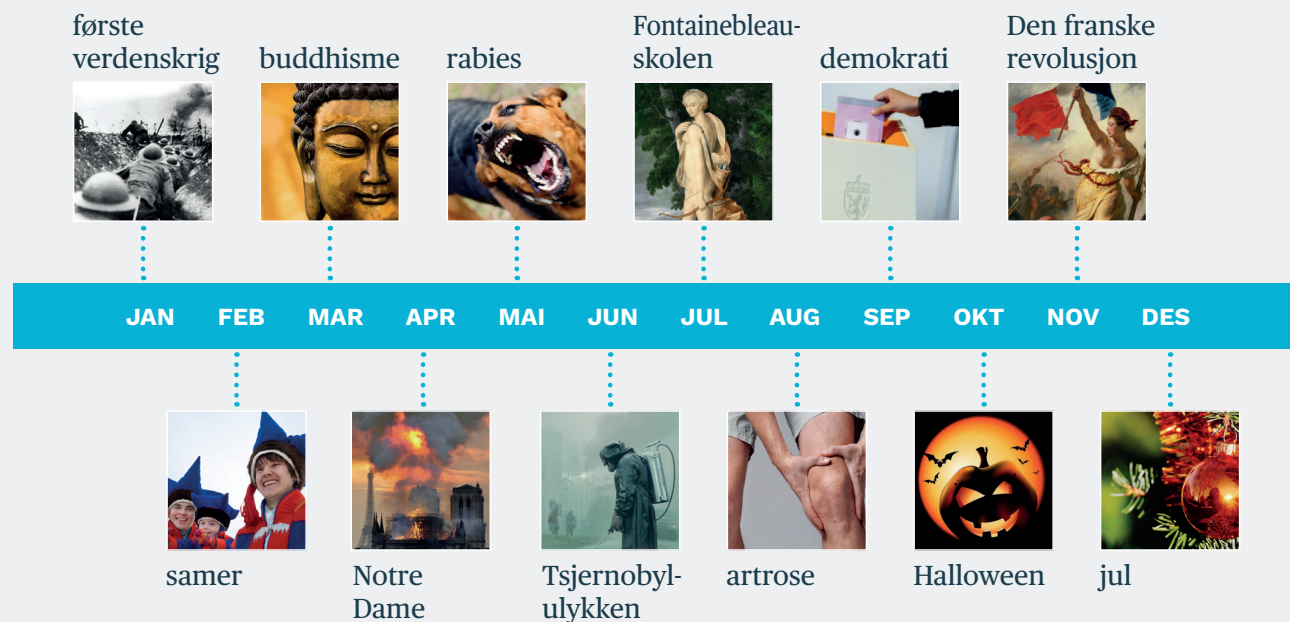 første
verdenskrig
buddhisme
rabies
Fontainebleau-
skolen
demokrati
Den franske
revolusjon
JAN FEB MAR APR MAI JUN JUL AUG SEP OKT NOV DES
samer
Notre
Dame
Tsjernobyl-
ulykken
artrose
Halloween
jul